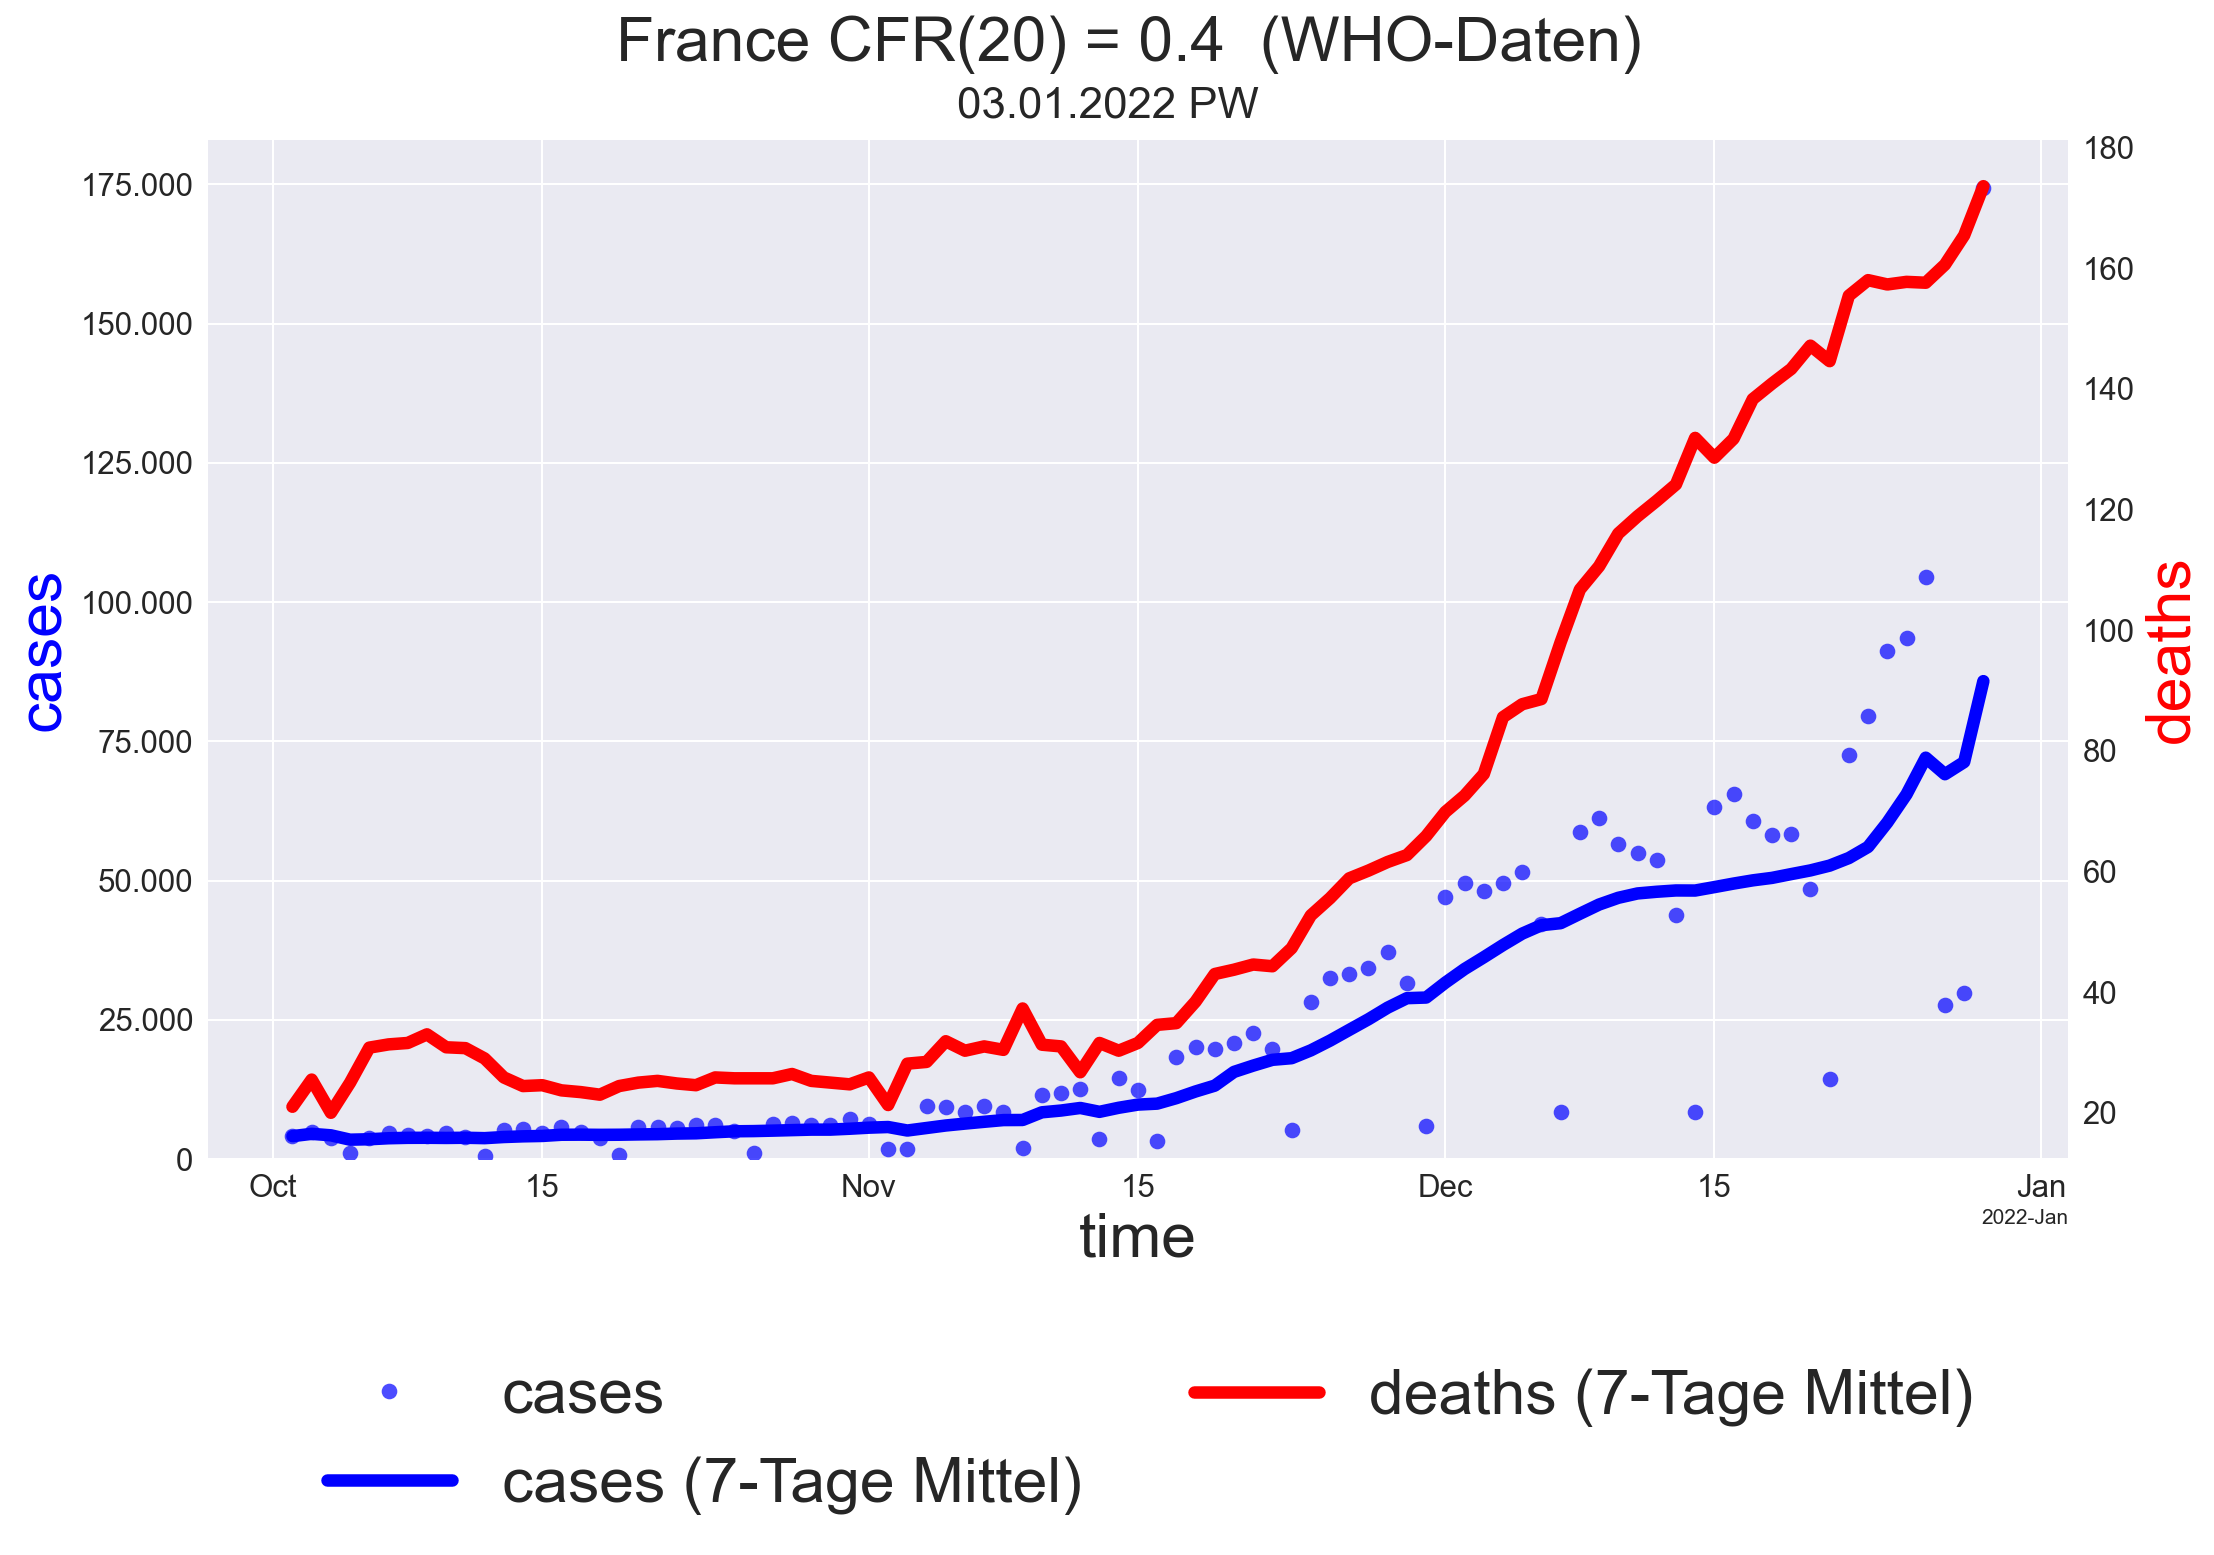 France CFR(20) = 0.4  (WHO-Daten)
03.01.2022 PW
cases
175.000
150.000
125.000
100.000
75.000
50.000
25.000
0
deaths
180
160
140
120
100
80
60
40
20
Oct
15
Nov
15
Dec
15
Jan
2022-Jan
time
cases
cases (7-Tage Mittel)
deaths (7-Tage Mittel)